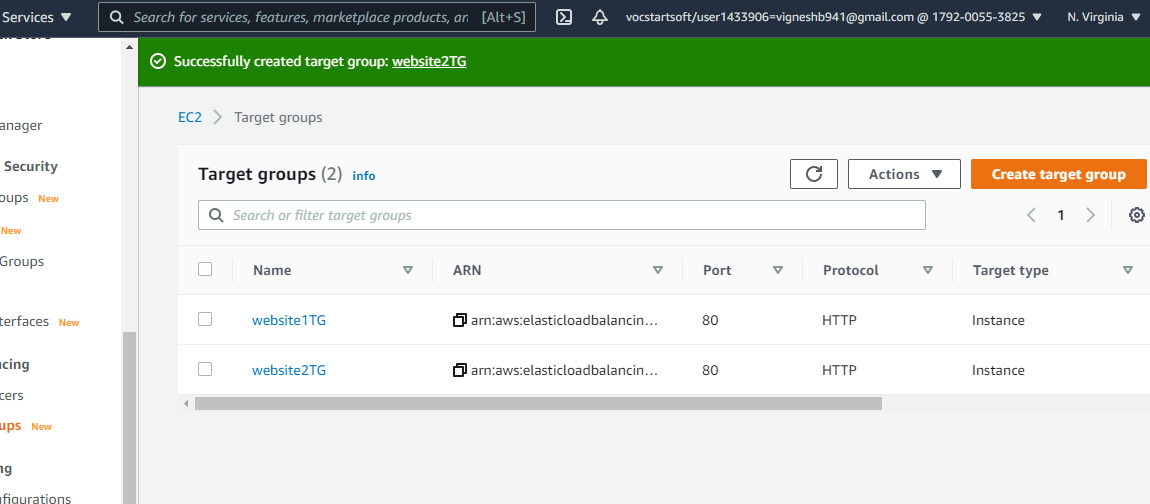 Services
Search for services, features, marketplace products, an [Alt+S]
vocstartsoft/user1433906=vigneshb941@gmail.com @ 1792-0055-3825
N. Virginia
Successfully created target group: website2TG
anager
Security
oups New
New
Groups
terfaces New
ncing
cers
ups New
ng
nfigurations
EC2 > Target groups
Target groups (2) info
Actions
Create target group
Search or filter target groups
1
Name ARN Port Protocol Target type
website1TG arn:aws:elasticloadbalancin... 80 HTTP Instance
website2TG arn:aws:elasticloadbalancin... 80 HTTP Instance